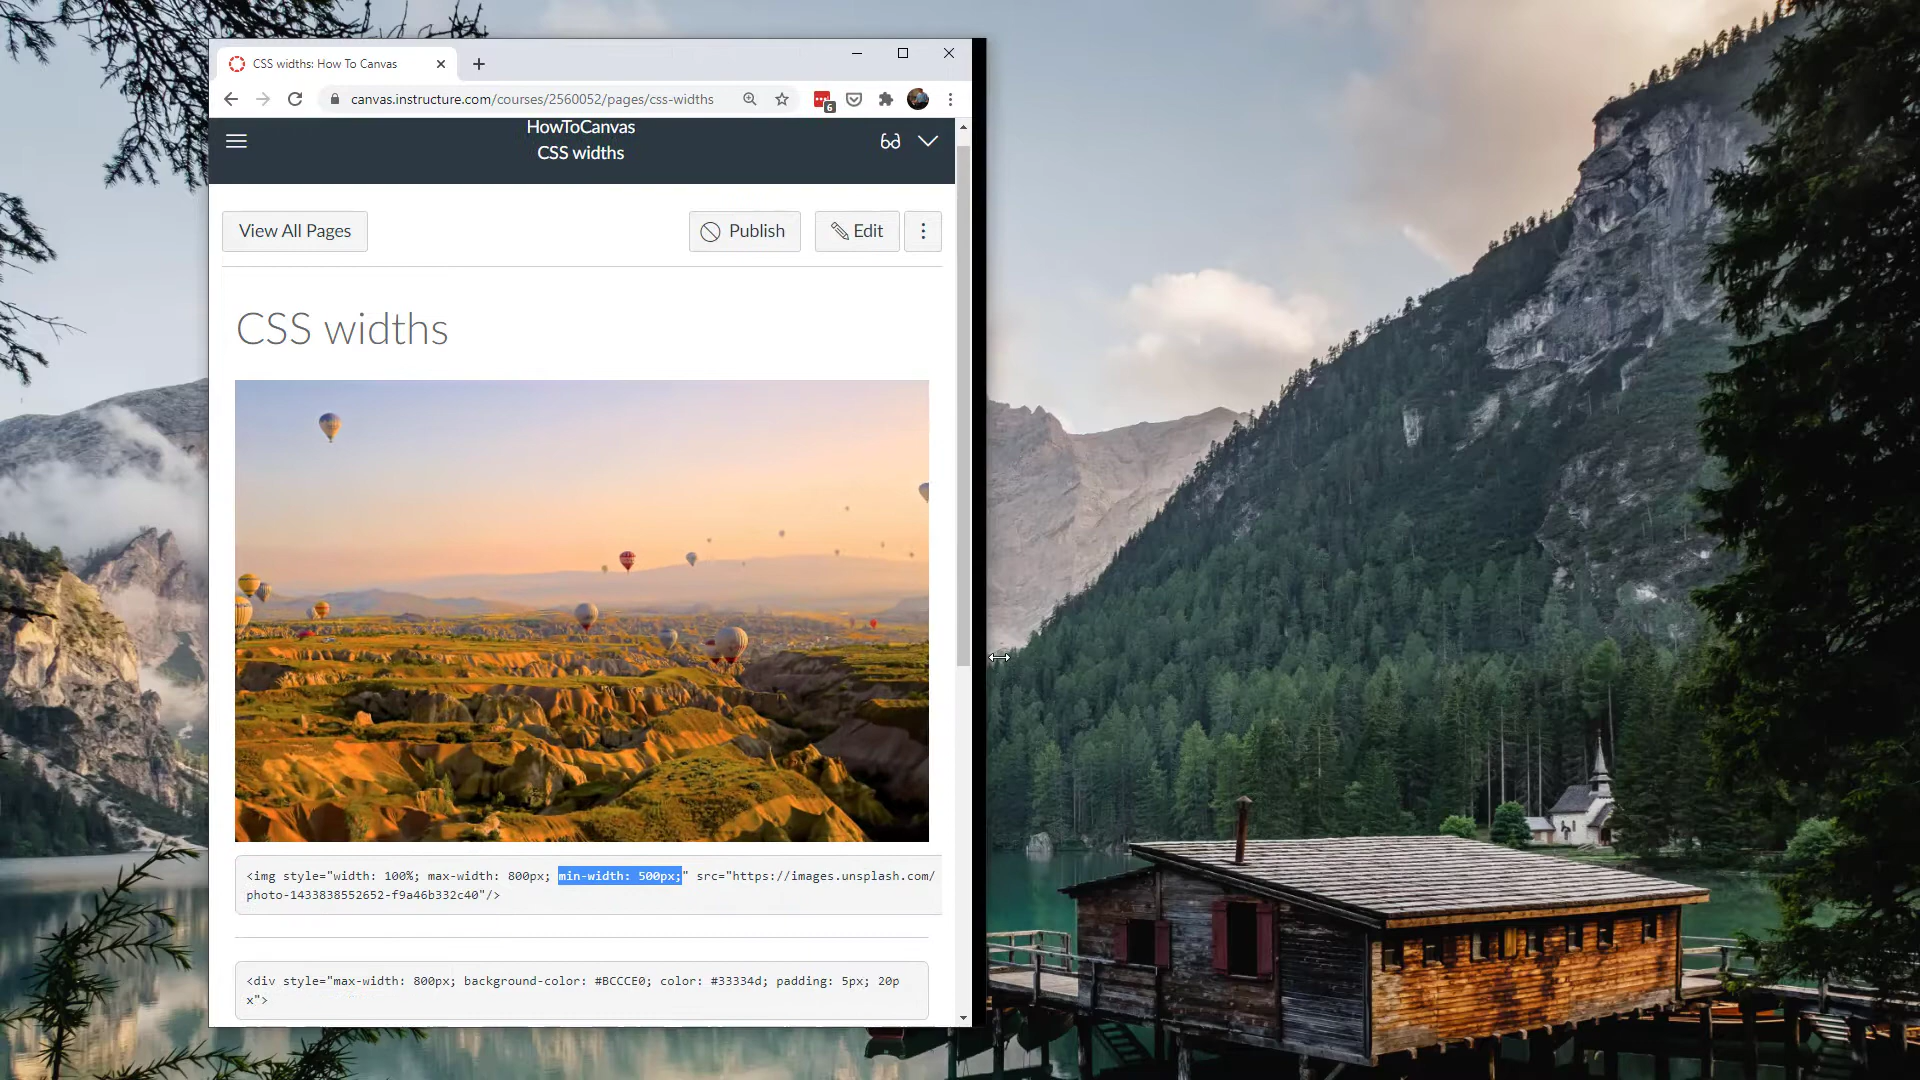 CSS widths: How To Canvas
canvas.instructure.com/courses/2560052/pages/css-widths
6
HowToCanvas
CSS widths
View All Pages
Publish
Edit
CSS widths
<img style="width: 100%; max-width: 800px; min-width: 500px;" src="https://images.unsplash.com/
photo-1433838552652-f9a46b332c40"/>
<div style="max-width: 800px; background-color: #BCCCE0; color: #33334d; padding: 5px; 20p
x">